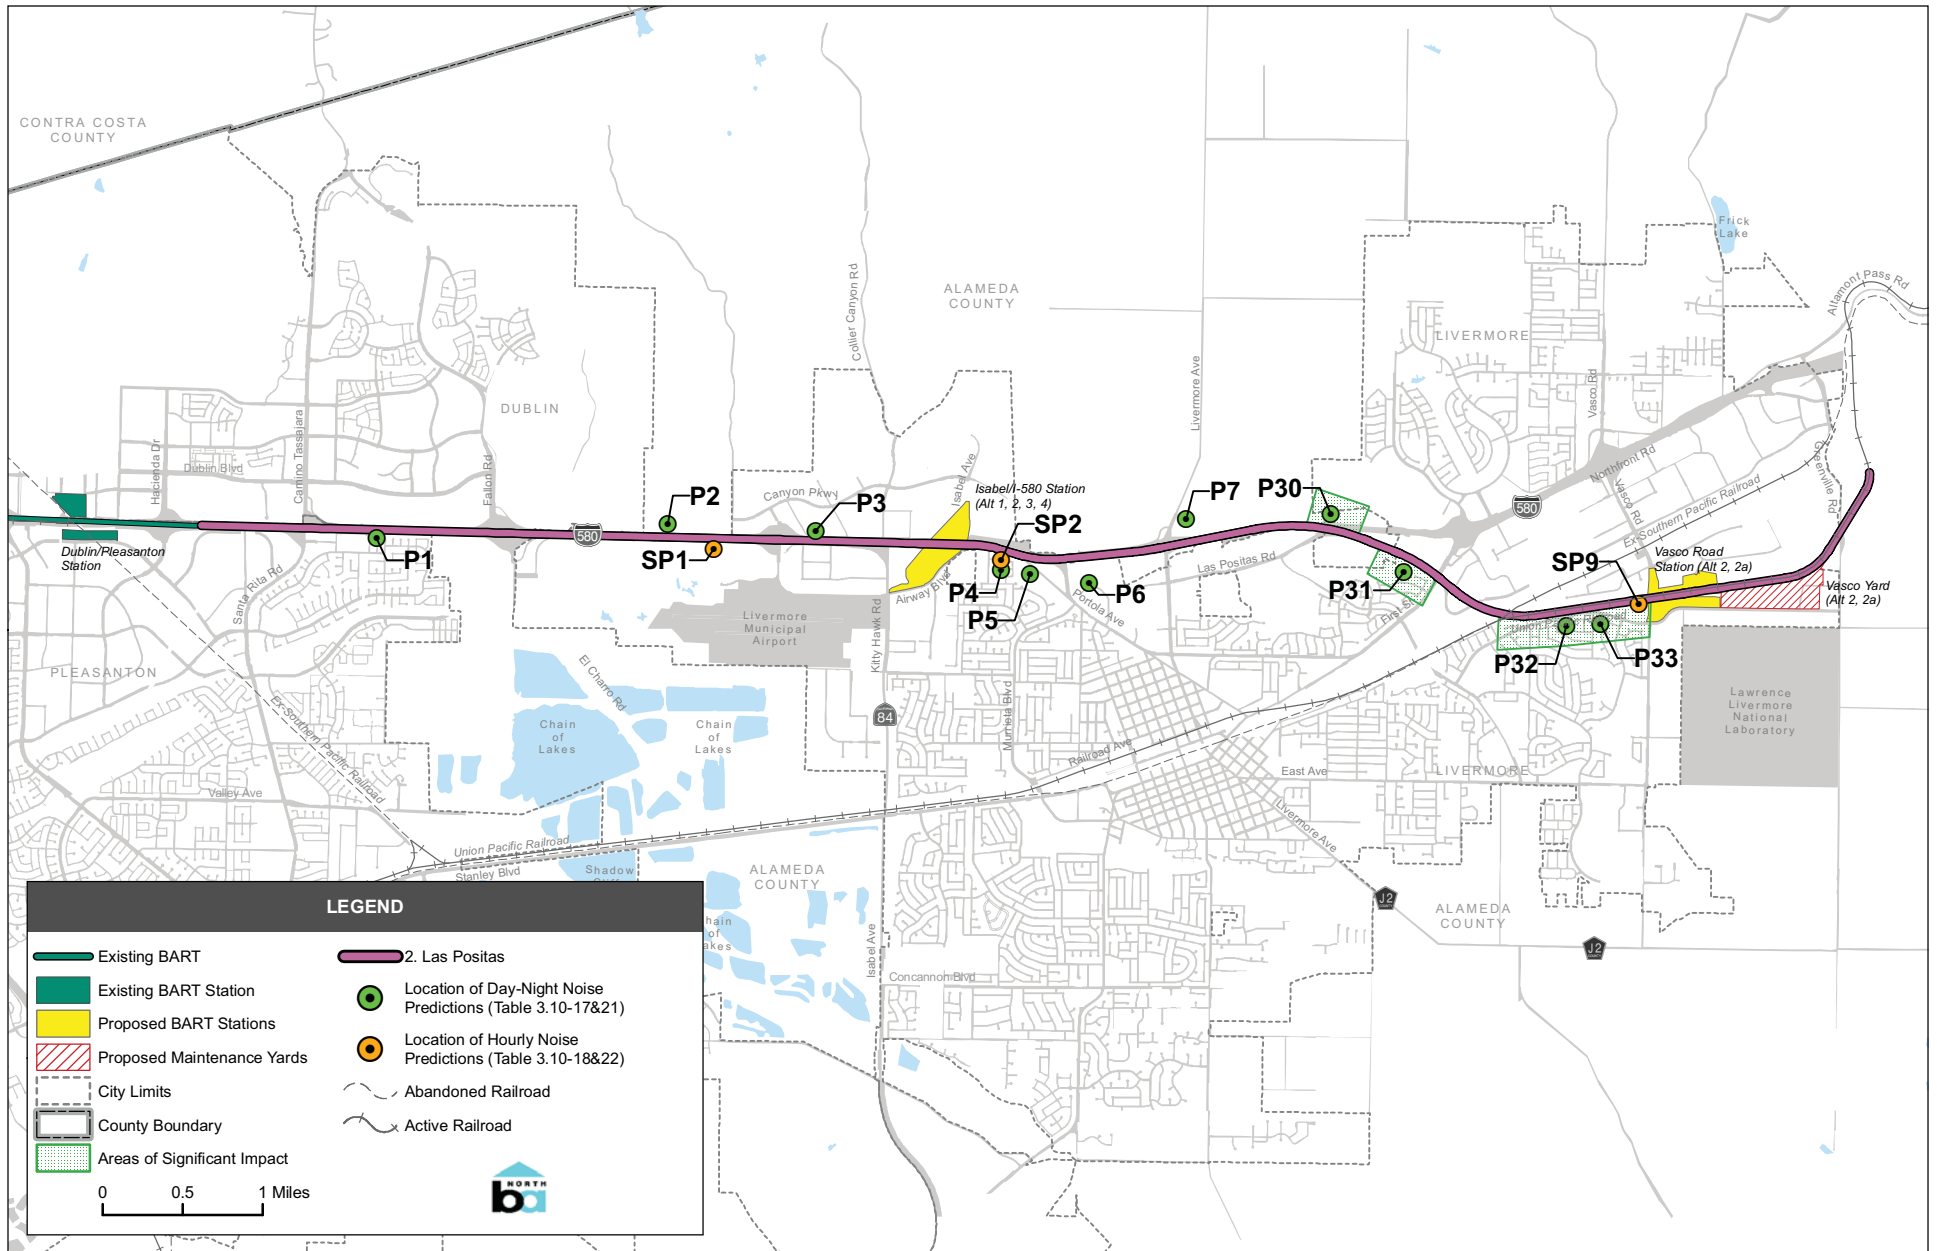 CONTRA COSTA
COUNTY
Frick
Lake
Altamont Pass Rd
Collier Canyon Rd
ALAMEDA
COUNTY
LIVERMORE
Livermore Ave
Vasco Rd
DUBLIN
Hacienda Dr
Dublin Blvd
Camino Tassajara
Fallon Rd
Canyon Pkwy
Isabel Ave
Isabel/I-580 Station
(Alt 1, 2, 3, 4)
Northfront Rd
Vasco Rd
Ex-Southern Pacific Railroad
Greenville Rd
P2
P3
P7
P30
580
580
SP2
SP1
P1
Dublin/Pleasanton
Station
Santa Rita Rd
P4
P5
P6
Airway Blvd
Portola Ave
Las Positas Rd
P31
First St
SP9
Vasco Road
Station (Alt 2, 2a)
Vasco Yard
(Alt 2, 2a)
P32
P33
Livermore
Municipal
Airport
Kitty Hawk Rd
PLEASANTON
El Charro Rd
Ex-Southern Pacific Railroad
Chain
of
Lakes
Chain
of
Lakes
84
Murrieta Blvd
Railroad Ave
East Ave
LIVERMORE
Lawrence
Livermore
National
Laboratory
Valley Ave
Livermore Ave
Union Pacific Railroad
Stanley Blvd
Shadow
ALAMEDA
COUNTY
J2
COUNTY
ALAMEDA
COUNTY
J2
COUNTY
Isabel Ave
Concannon Blvd
of
LEGEND
Existing BART
Existing BART Station
Proposed BART Stations
Proposed Maintenance Yards
City Limits
County Boundary
Areas of Significant Impact
2. Las Positas
Location of Day-Night Noise
Predictions (Table 3.10-17&21)
Location of Hourly Noise
Predictions (Table 3.10-18&22)
Abandoned Railroad
Active Railroad
0 0.5 1 Miles
NORTH
ba